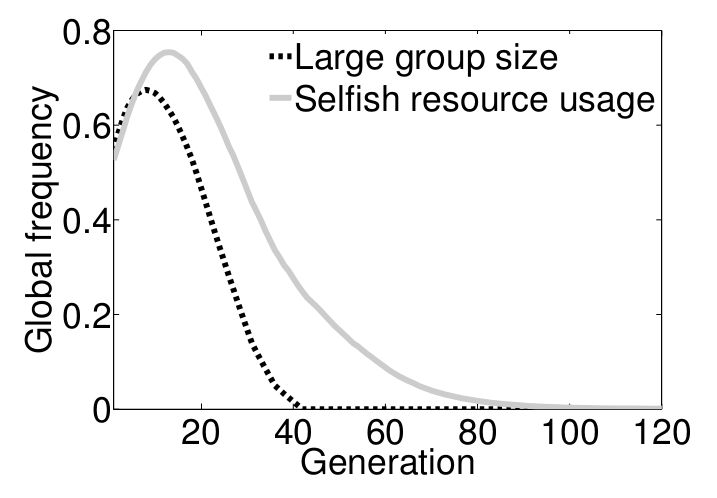 0.8
Large group size
Selfish resource usage
0.6
Global frequency
0.4
0.2
0
20 40 60 80 100 120
Generation